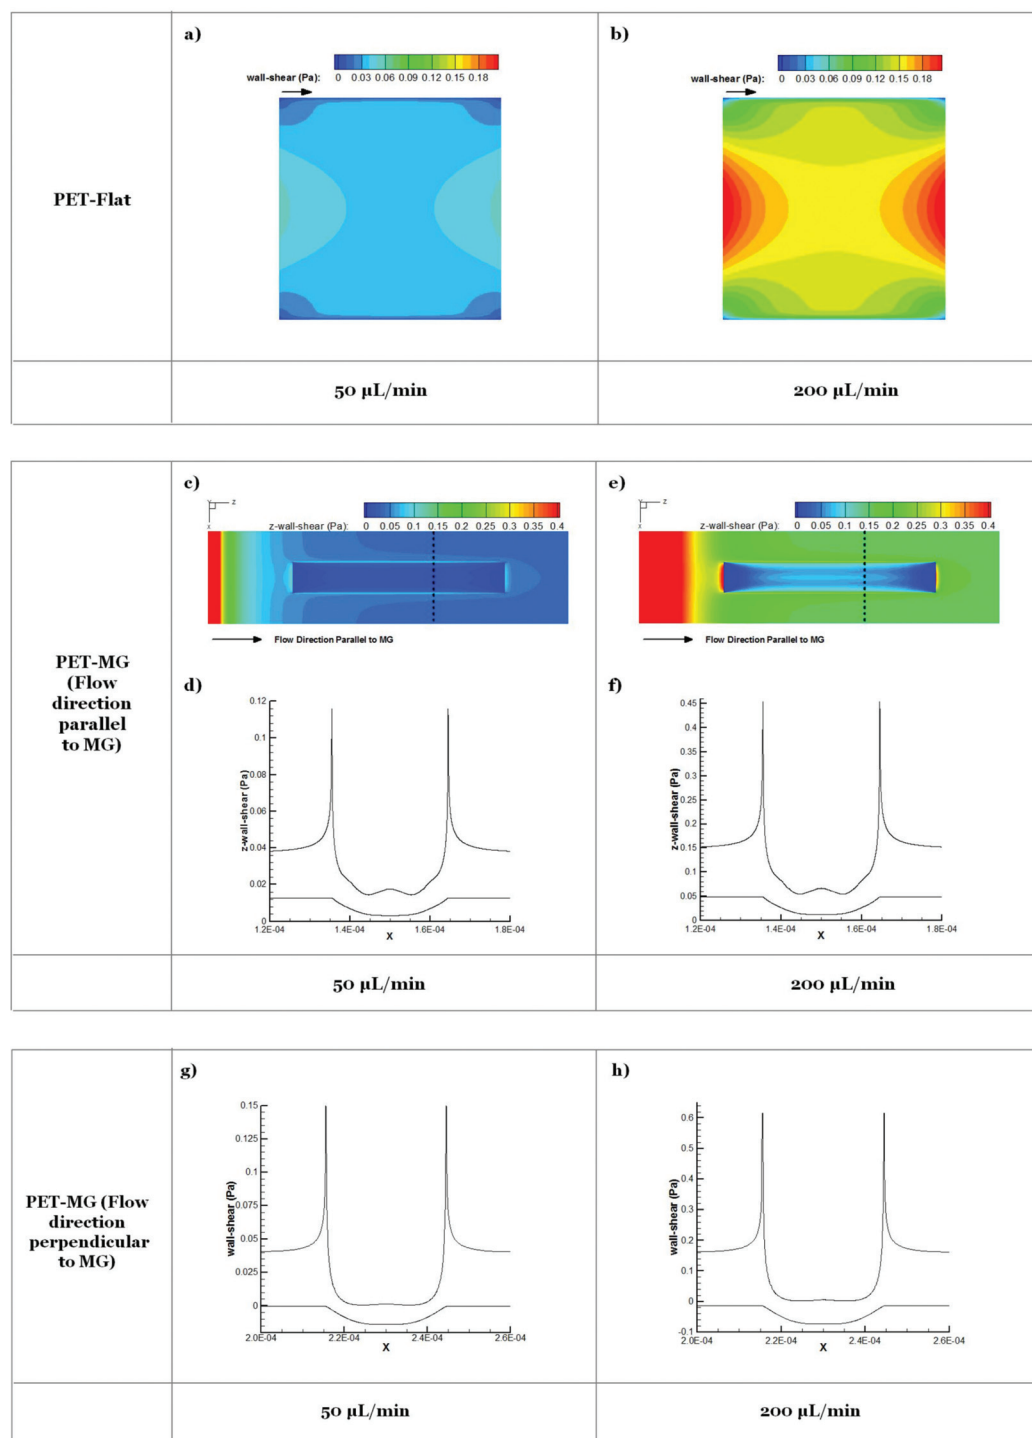 a)
wall-shear (Pa):
0 0.03 0.06 0.09 0.12 0.15 0.18
b)
wall-shear (Pa):
0 0.03 0.06 0.09 0.12 0.15 0.18
PET-Flat
50 µL/min
200 µL/min
c)
Y Z
X
z-wall-shear (Pa):
0 0.05 0.1 0.15 0.2 0.25 0.3 0.35 0.4
Flow Direction Parallel to MG
e)
Z
X
z-wall-shear (Pa):
0 0.05 0.1 0.15 0.2 0.25 0.3 0.35 0.4
Flow Direction Parallel to MG
PET-MG
(Flow
direction
parallel
to MG)
d)
z-wall-shear (Pa)
0.12
0.1
0.08
0.06
0.04
0.02
0
1.2E-04 1.4E-04 1.6E-04 1.8E-04
X
f)
z-wall-shear (Pa)
0.45
0.4
0.35
0.3
0.25
0.2
0.15
0.1
0.05
0
1.2E-04 1.4E-04 1.6E-04 1.8E-04
X
50 µL/min
200 µL/min
PET-MG (Flow
direction
perpendicular
to MG)
g)
wall-shear (Pa)
0.15
0.125
0.1
0.075
0.05
0.025
0
2.0E-04 2.2E-04 2.4E-04 2.6E-04
X
h)
wall-shear (Pa)
0.6
0.5
0.4
0.3
0.2
0.1
0
-0.1
2.0E-04 2.2E-04 2.4E-04 2.6E-04
X
50 µL/min
200 µL/min